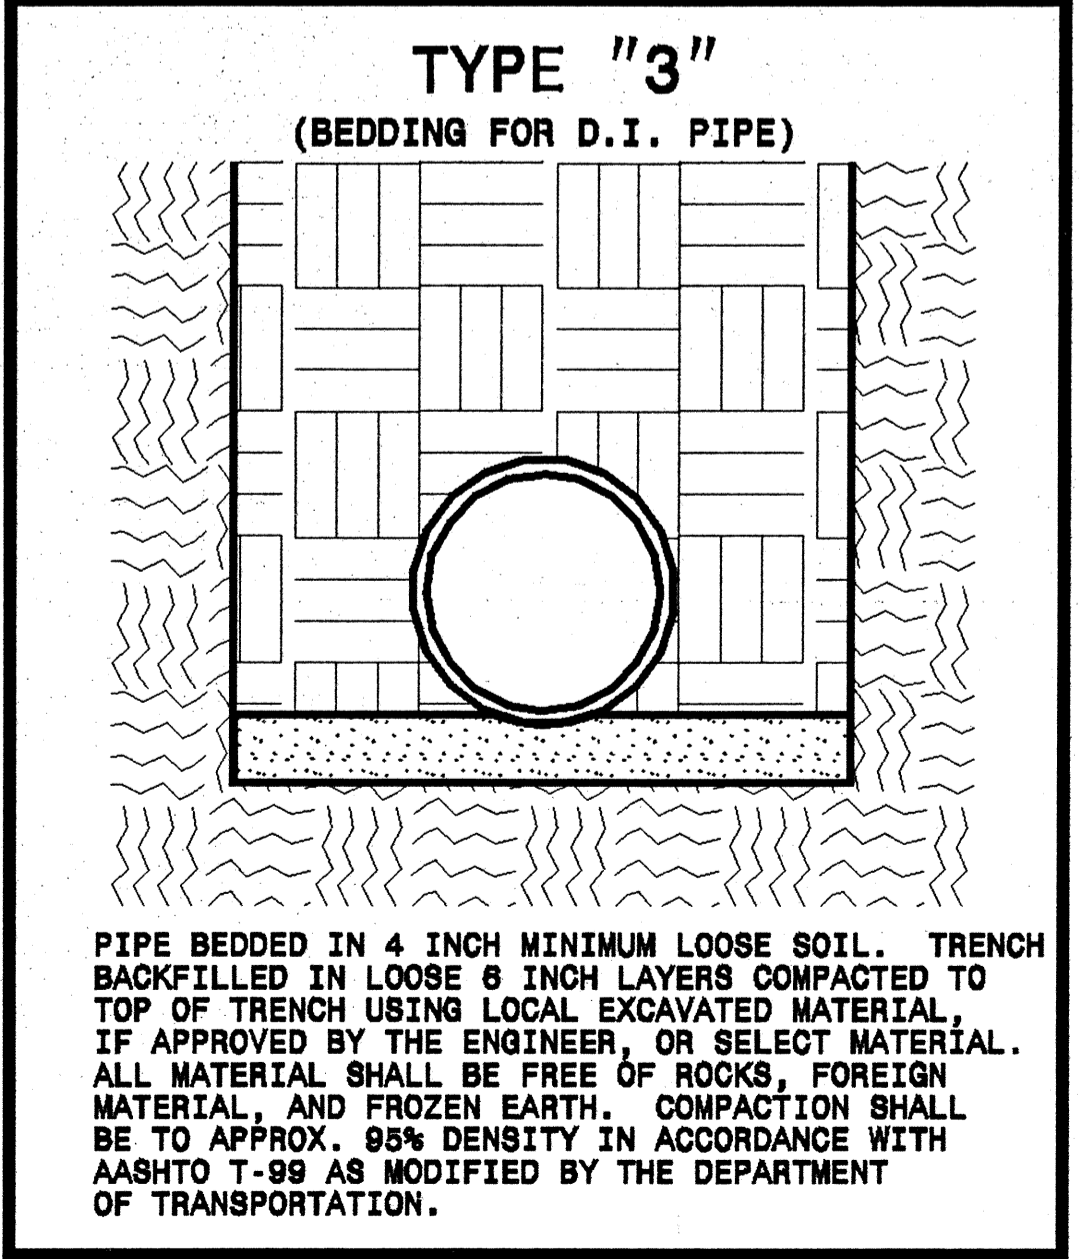 TYPE "3"
(BEDDING FOR D.I. PIPE)
PIPE BEDDED IN 4 INCH MINIMUM LOOSE SOIL. TRENCH
BACKFILLED IN LOOSE 6 INCH LAYERS COMPACTED TO
TOP OF TRENCH USING LOCAL EXCAVATED MATERIAL,
IF APPROVED BY THE ENGINEER, OR SELECT MATERIAL.
ALL MATERIAL SHALL BE FREE OF ROCKS, FOREIGN
MATERIAL, AND FROZEN EARTH. COMPACTION SHALL
BE TO APPROX. 95% DENSITY IN ACCORDANCE WITH
AASHTO T-99 AS MODIFIED BY THE DEPARTMENT
OF TRANSPORTATION.